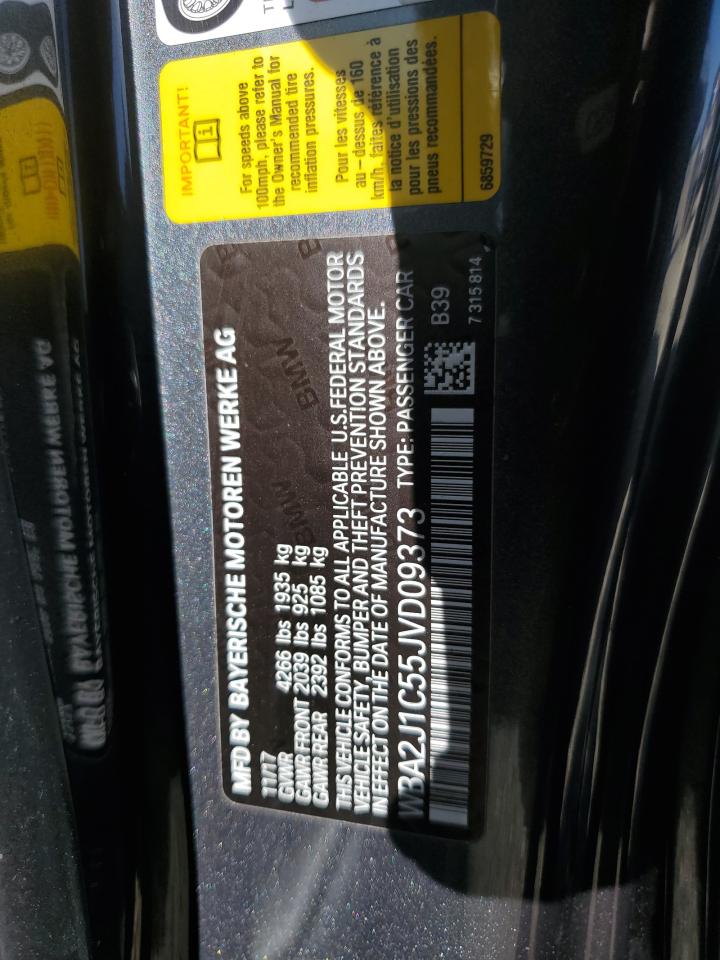 IMPORTANT!
For speeds above
100mph, please refer to
the Owner's Manual for
recommended tire
inflation pressures.
Pour les vitesses
au-dessus de 160
km/h, faites référence à
la notice d'utilisation
pour les pressions des
pneus recommandées.
6859729
MFD BY BAYERISCHE MOTOREN WERKE AG
11/17
GVWR 4266 lbs 1935 kg
GAWR FRONT 2039 lbs 925 kg
GAWR REAR 2392 lbs 1085 kg
THIS VEHICLE CONFORMS TO ALL APPLICABLE U.S. FEDERAL MOTOR
VEHICLE SAFETY, BUMPER AND THEFT PREVENTION STANDARDS
IN EFFECT ON THE DATE OF MANUFACTURE SHOWN ABOVE.
WBA2J1C55JVD09373 TYPE: PASSENGER CAR
B39
7 315 814
BMW
BMW